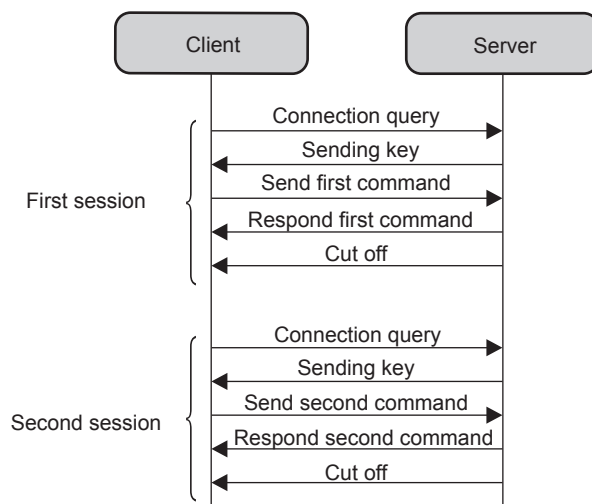 Client
Server
Connection query
Sending key
Send first command
First session
Respond first command
Cut off
Connection query
Sending key
Send second command
Second session
Respond second command
Cut off